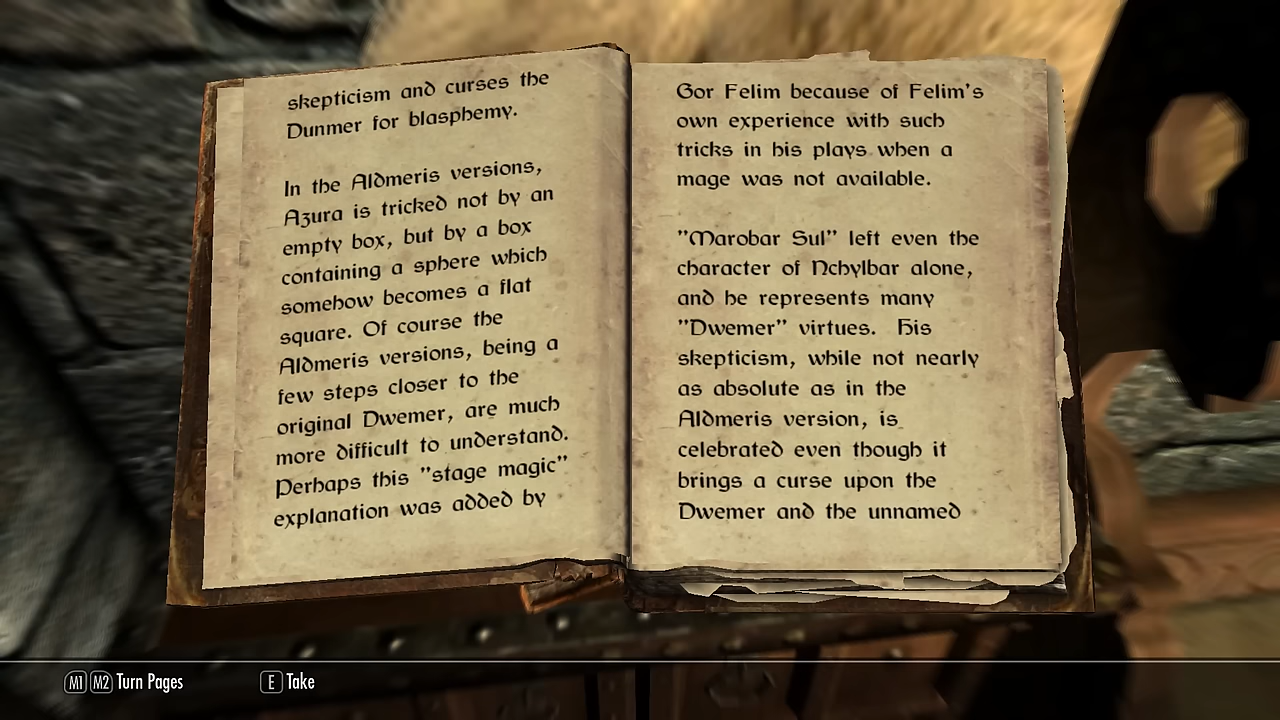 skepticism and curses the
Dunmer for blasphemy.
In the Aldmeris versions,
Azura is tricked not by an
empty box, but by a box
containing a sphere which
somehow becomes a flat
square. Of course the
Aldmeris versions, being a
few steps closer to the
original Dwemer, are much
more difficult to understand.
Perhaps this "stage magic"
explanation was added by
Gor Felim because of Felim's
own experience with such
tricks in his plays when a
mage was not available.
"Marobar Sul" left even the
character of Nchylbar alone,
and he represents many
"Dwemer" virtues. His
skepticism, while not nearly
as absolute as in the
Aldmeris version, is
celebrated even though it
brings a curse upon the
Dwemer and the unnamed
M1 M2 Turn Pages
E Take